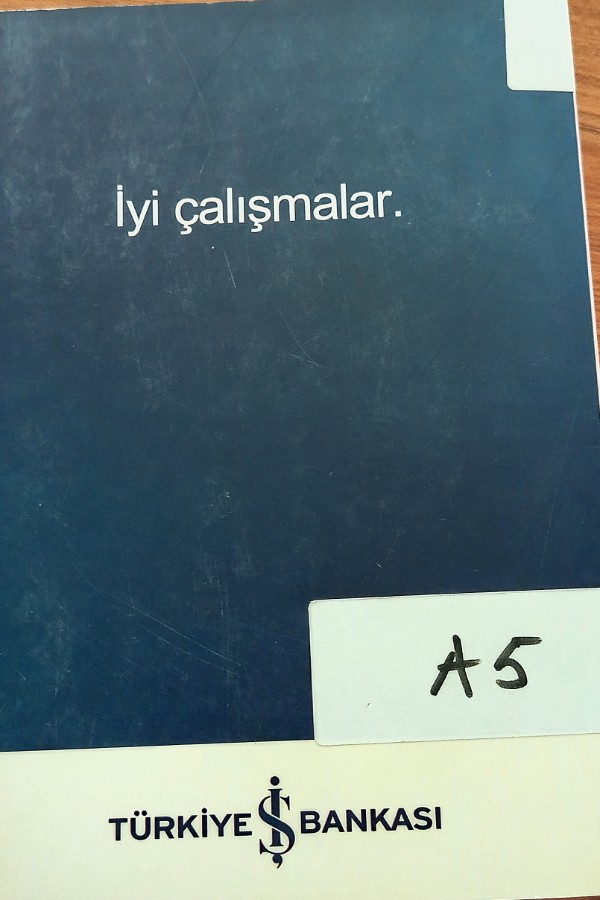 İyi çalışmalar.
A5
TÜRKİYE İŞ BANKASI